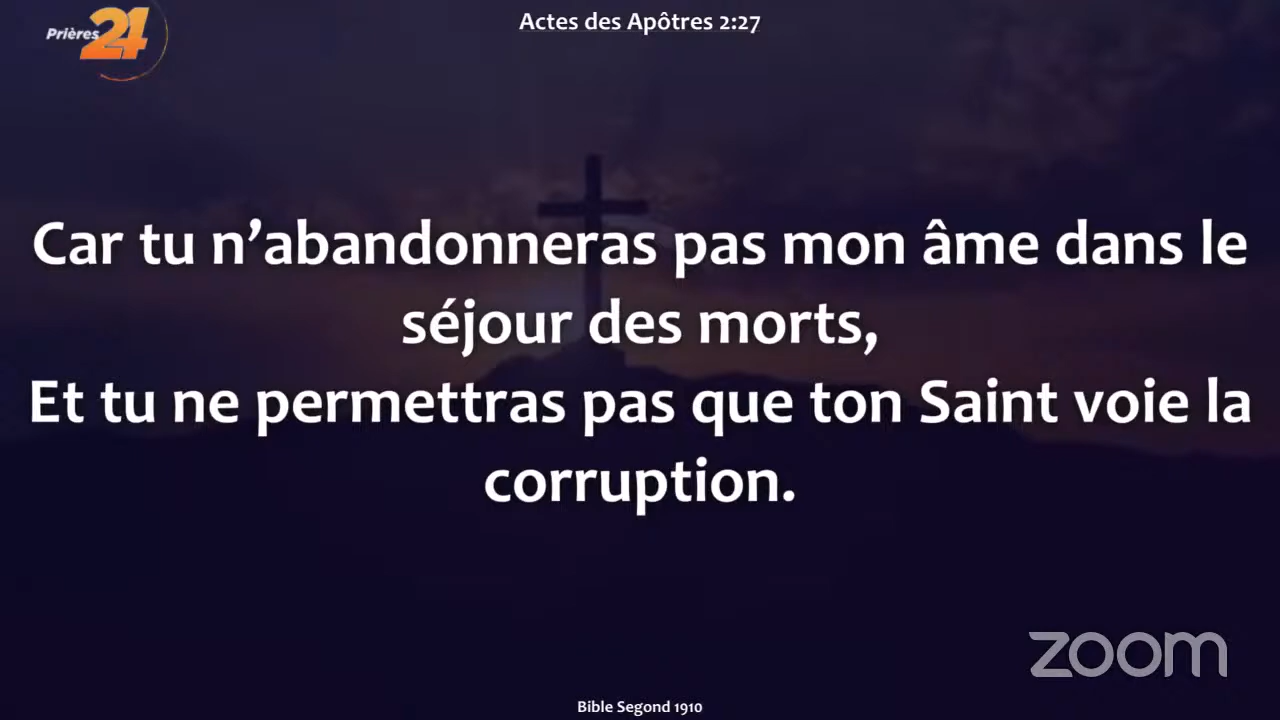 Prières 21
Actes des Apôtres 2:27
Car tu n’abandonneras pas mon âme dans le
séjour des morts,
Et tu ne permettras pas que ton Saint voie la
corruption.
zoom
Bible Segond 1910